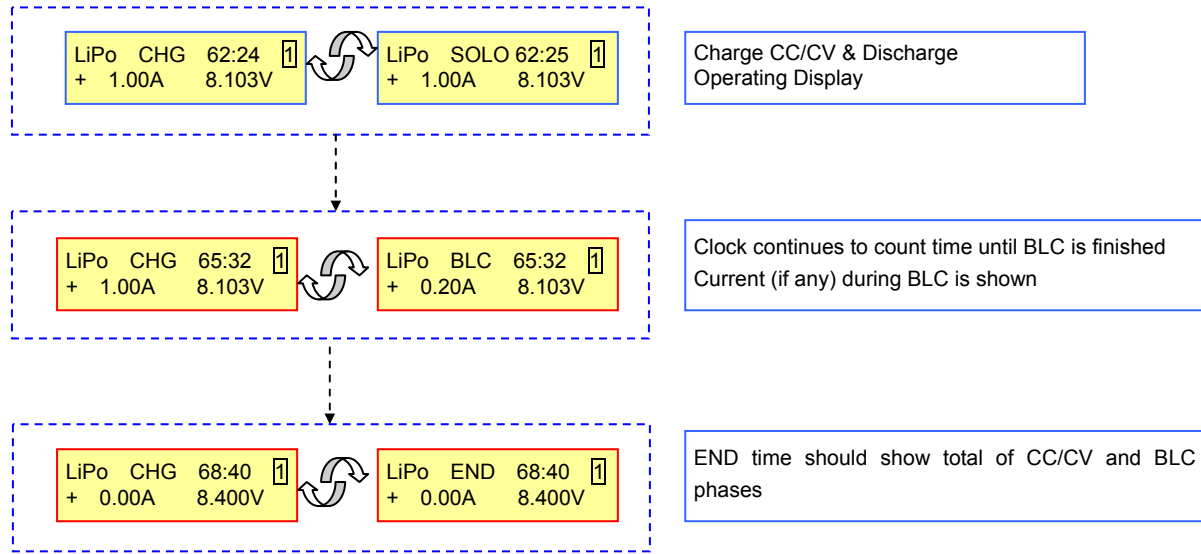 LiPo CHG 62:24 1
+ 1.00A 8.103V
LiPo SOLO 62:25 1
+ 1.00A 8.103V
Charge CC/CV & Discharge
Operating Display
LiPo CHG 65:32 1
+ 1.00A 8.103V
LiPo BLC 65:32 1
+ 0.20A 8.103V
Clock continues to count time until BLC is finished
Current (if any) during BLC is shown
LiPo CHG 68:40 1
+ 0.00A 8.400V
LiPo END 68:40 1
+ 0.00A 8.400V
END time should show total of CC/CV and BLC
phases